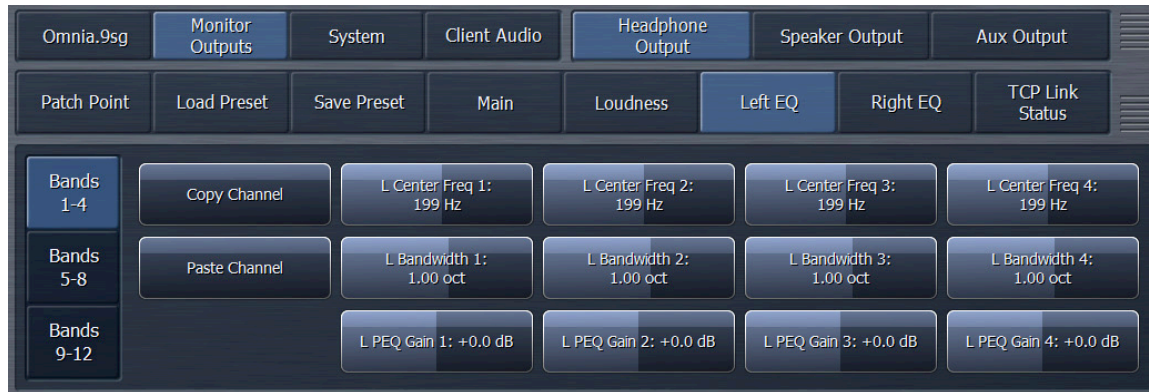 Omnia.9sg
Monitor
Outputs
System
Client Audio
Headphone
Output
Speaker Output
Aux Output
Patch Point
Load Preset
Save Preset
Main
Loudness
Left EQ
Right EQ
TCP Link
Status
Bands
1-4
Copy Channel
L Center Freq 1:
199 Hz
L Center Freq 2:
199 Hz
L Center Freq 3:
199 Hz
L Center Freq 4:
199 Hz
Bands
5-8
Paste Channel
L Bandwidth 1:
1.00 oct
L Bandwidth 2:
1.00 oct
L Bandwidth 3:
1.00 oct
L Bandwidth 4:
1.00 oct
Bands
9-12
L PEQ Gain 1: +0.0 dB
L PEQ Gain 2: +0.0 dB
L PEQ Gain 3: +0.0 dB
L PEQ Gain 4: +0.0 dB